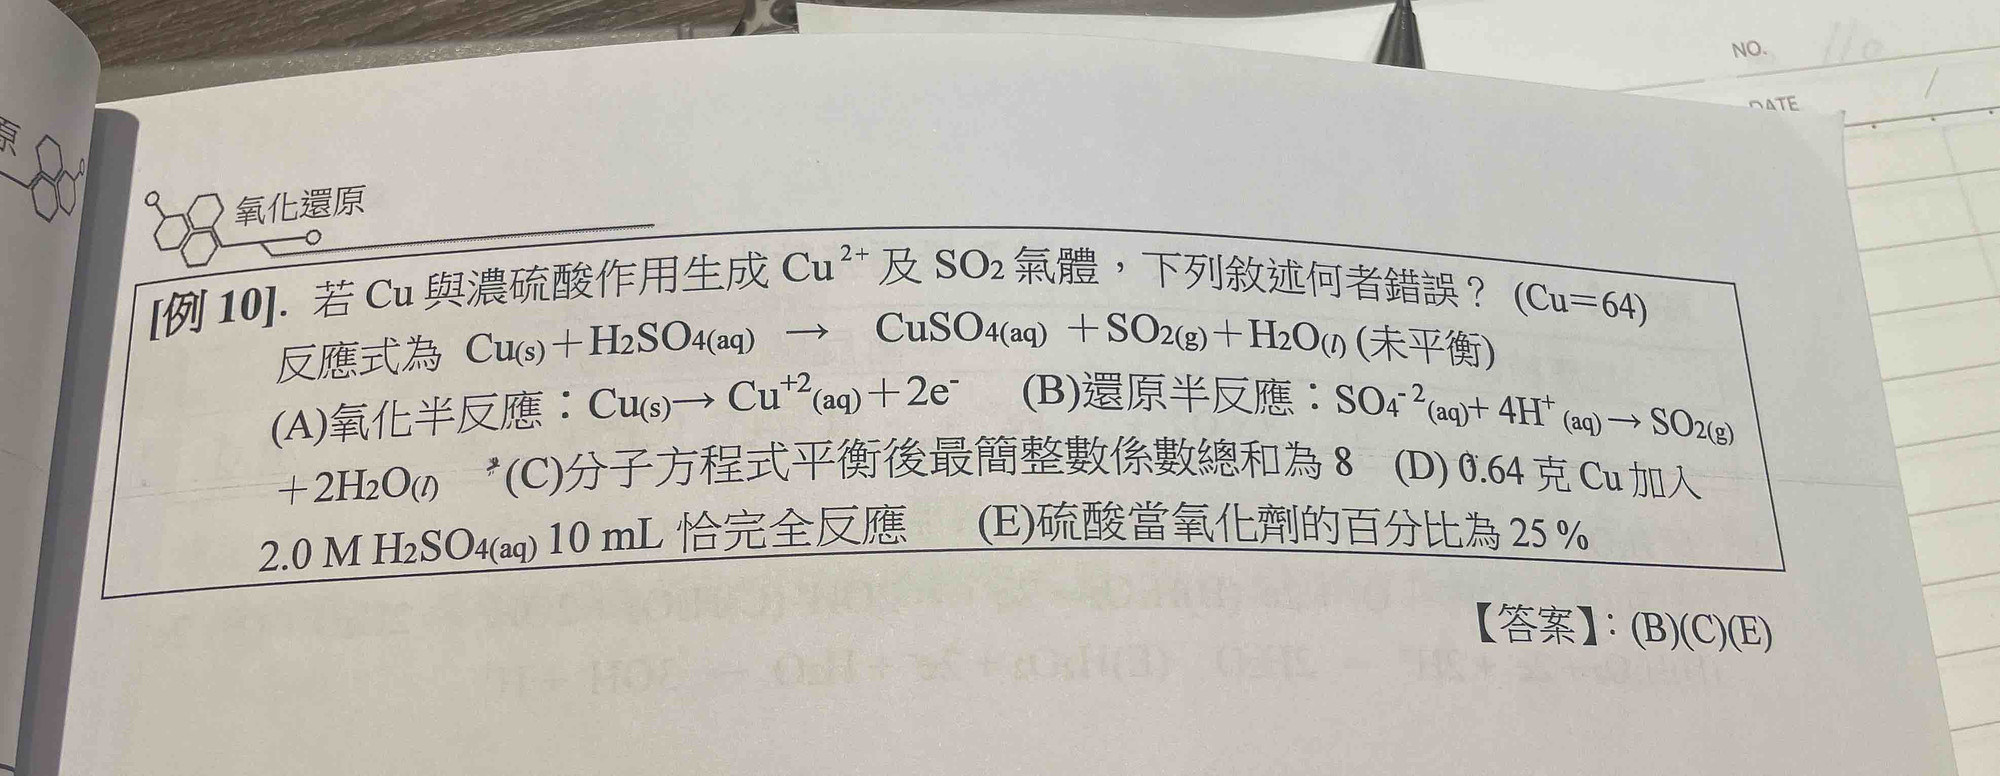 NO.
DATE
原
氧化還原
[例 10]. 若 Cu 與濃硫酸作用生成 Cu²⁺ 及 SO₂ 氣體，下列敘述何者錯誤？ (Cu=64)
反應式為 Cu(s)+H₂SO₄(aq) → CuSO₄(aq) +SO₂(g)+H₂O(l) (未平衡)
(A)氧化半反應：Cu(s)→ Cu⁺²(aq)+2e⁻ (B)還原半反應：SO₄⁻²(aq)+ 4H⁺(aq)→ SO₂(g)
+2H₂O(l) *(C)分子方程式平衡後最簡整數係數總和為 8 (D) 0.64 克 Cu 加入
2.0 M H₂SO₄(aq) 10 mL 恰完全反應 (E)硫酸當氧化劑的百分比為 25 %
【答案】：(B)(C)(E)